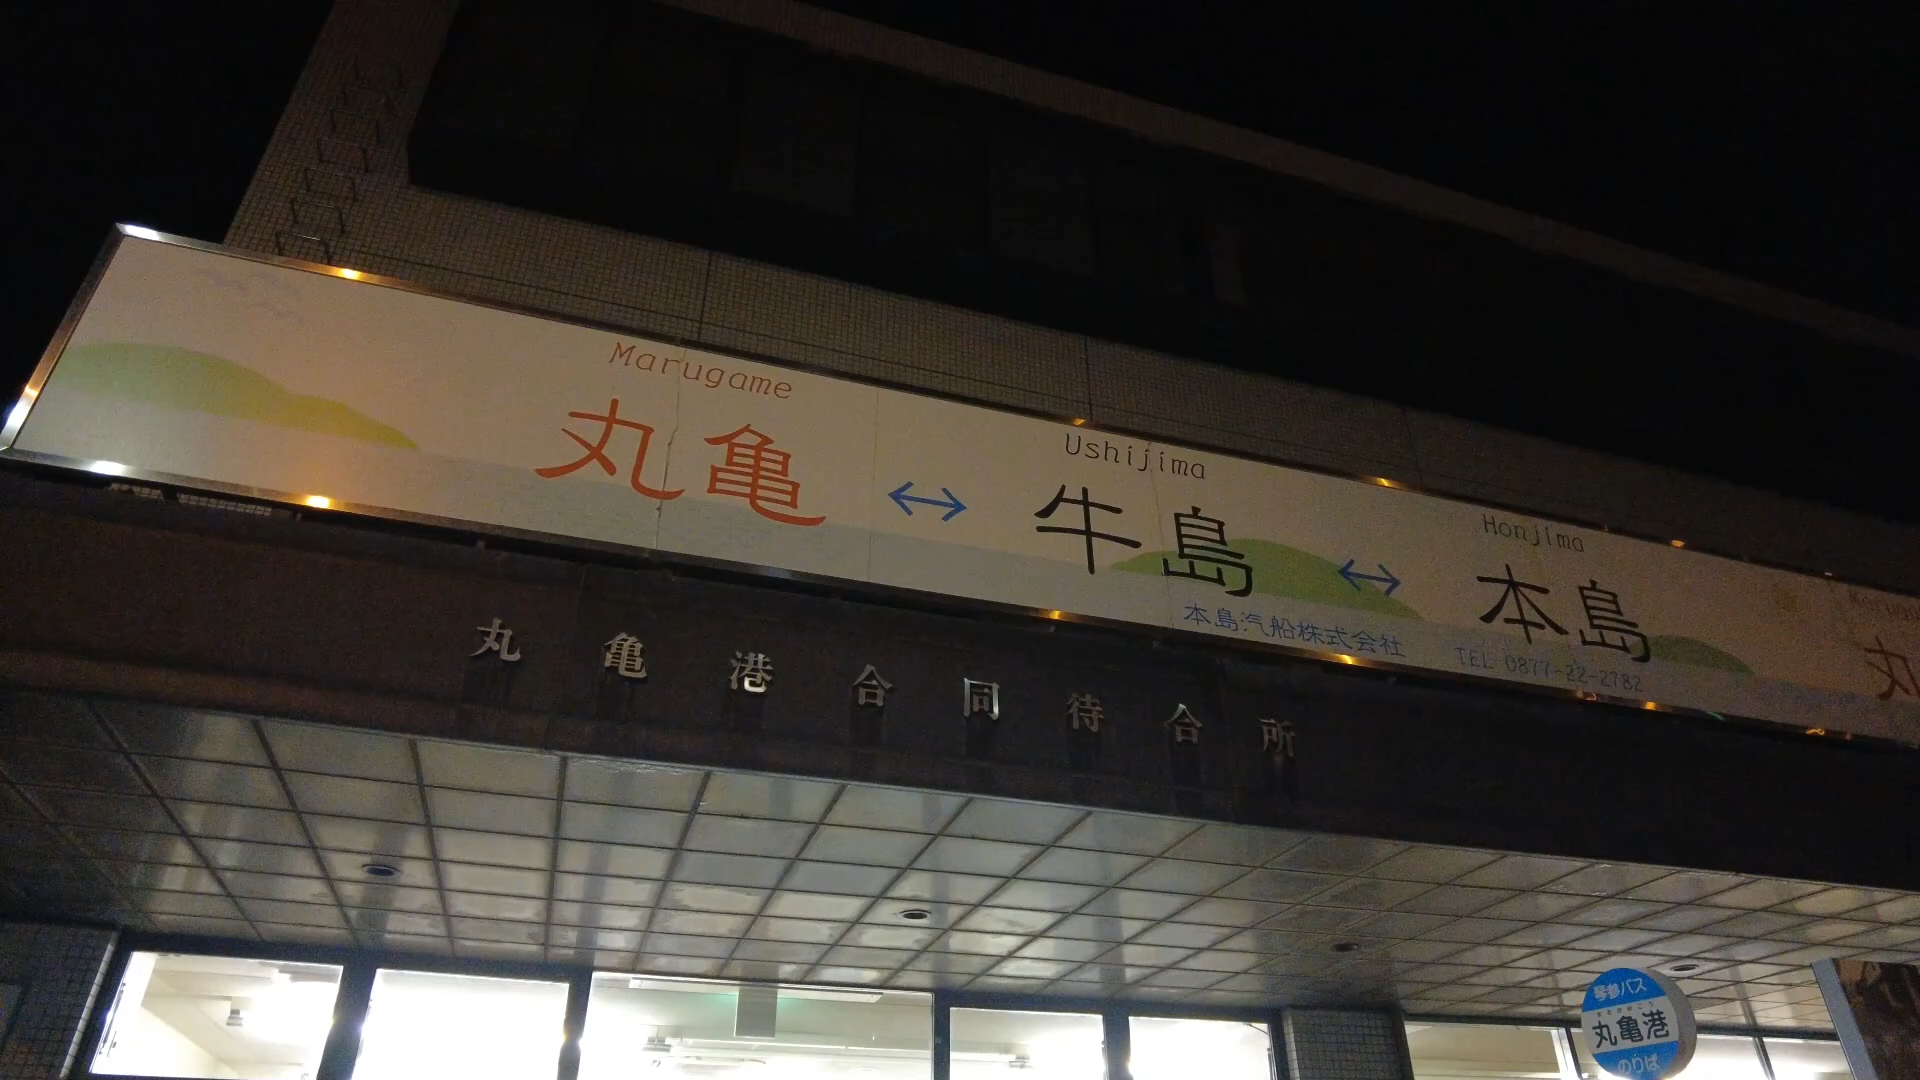 Marugame
丸亀 ↔ 牛島 ↔ 本島
Ushijima
Honjima
本島汽船株式会社 TEL 0877-22-2782
丸
丸亀港合同待合所
琴参バス
丸亀港
のりば